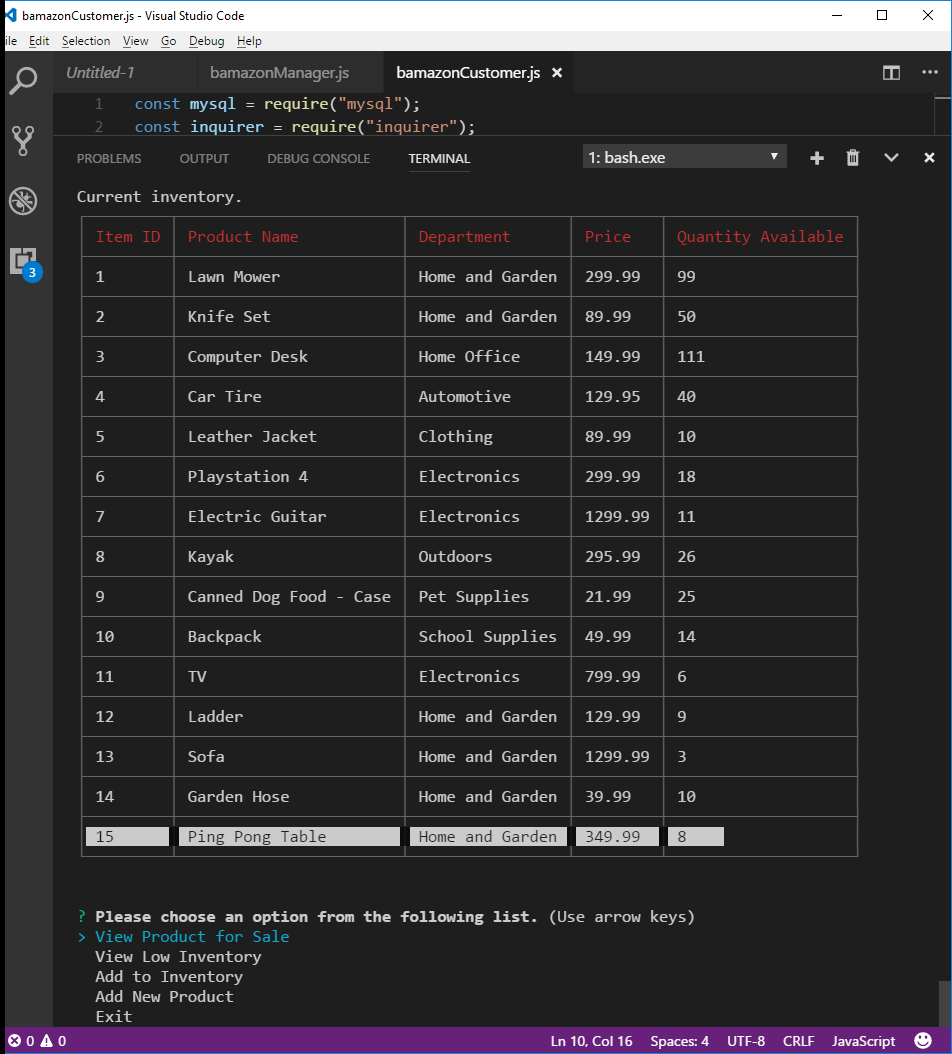 bamazonCustomer.js - Visual Studio Code
ile Edit Selection View Go Debug Help
Untitled-1 bamazonManager.js bamazonCustomer.js
1 const mysql = require("mysql");
2 const inquirer = require("inquirer");
PROBLEMS OUTPUT DEBUG CONSOLE TERMINAL 1: bash.exe
Current inventory.
Item ID Product Name Department Price Quantity Available
1 Lawn Mower Home and Garden 299.99 99
2 Knife Set Home and Garden 89.99 50
3 Computer Desk Home Office 149.99 111
4 Car Tire Automotive 129.95 40
5 Leather Jacket Clothing 89.99 10
6 Playstation 4 Electronics 299.99 18
7 Electric Guitar Electronics 1299.99 11
8 Kayak Outdoors 295.99 26
9 Canned Dog Food - Case Pet Supplies 21.99 25
10 Backpack School Supplies 49.99 14
11 TV Electronics 799.99 6
12 Ladder Home and Garden 129.99 9
13 Sofa Home and Garden 1299.99 3
14 Garden Hose Home and Garden 39.99 10
15 Ping Pong Table Home and Garden 349.99 8
? Please choose an option from the following list. (Use arrow keys)
> View Product for Sale
View Low Inventory
Add to Inventory
Add New Product
Exit
3
0 0 Ln 10, Col 16 Spaces: 4 UTF-8 CRLF JavaScript